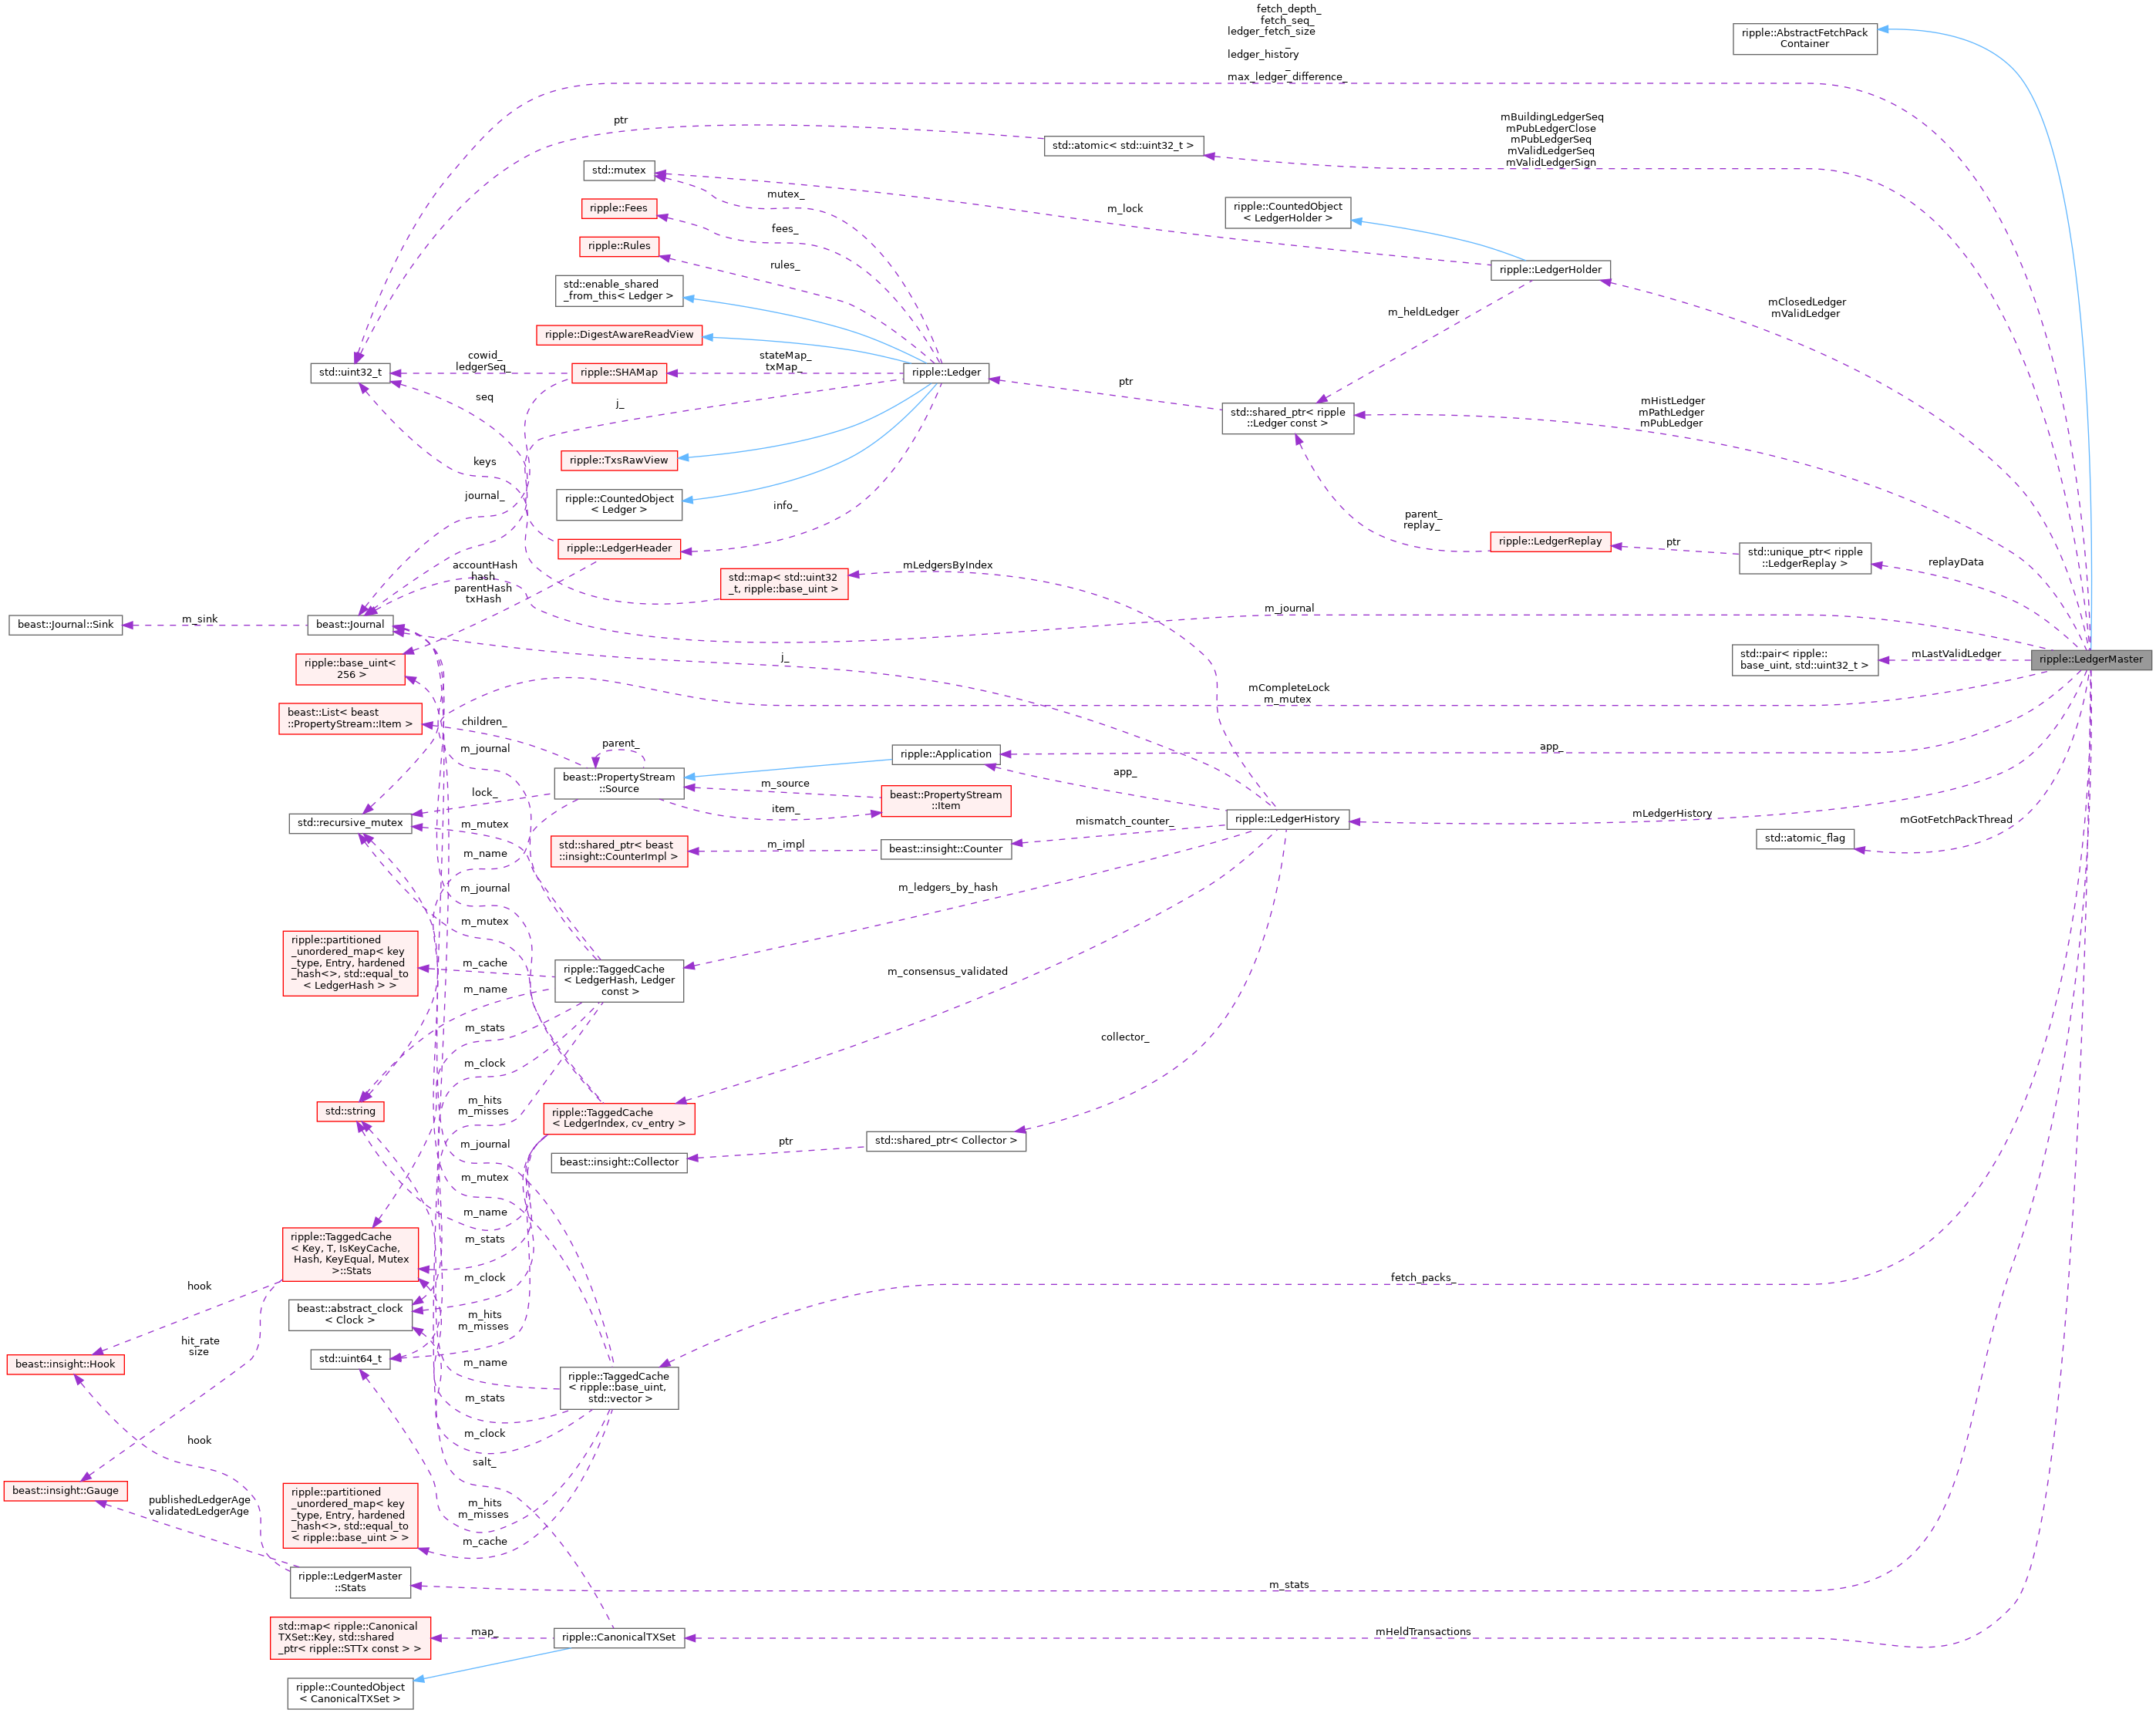 fetch_depth_
fetch_seq_
ledger_fetch_size
_
ledger_history
_
max_ledger_difference_
ripple::AbstractFetchPack
Container
ptr
std::atomic< std::uint32_t >
mBuildingLedgerSeq
mPubLedgerClose
mPubLedgerSeq
mValidLedgerSeq
mValidLedgerSign
std::mutex
mutex_
m_lock
ripple::Fees
fees_
ripple::CountedObject
< LedgerHolder >
ripple::Rules
rules_
ripple::LedgerHolder
std::enable_shared
_from_this< Ledger >
m_heldLedger
mClosedLedger
mValidLedger
ripple::DigestAwareReadView
std::uint32_t
cowid_
ledgerSeq_
ripple::SHAMap
stateMap_
txMap_
ripple::Ledger
ptr
seq
j_
std::shared_ptr< ripple
::Ledger const >
mHistLedger
mPathLedger
mPubLedger
keys
ripple::TxsRawView
journal_
ripple::CountedObject
< Ledger >
info_
parent_
replay_
ripple::LedgerReplay
ptr
std::unique_ptr< ripple
::LedgerReplay >
replayData
ripple::LedgerHeader
accountHash
hash
parentHash
txHash
std::map< std::uint32
_t, ripple::base_uint >
mLedgersByIndex
m_journal
beast::Journal::Sink
m_sink
beast::Journal
ripple::base_uint<
256 >
j_
std::pair< ripple::
base_uint, std::uint32_t >
mLastValidLedger
ripple::LedgerMaster
beast::List< beast
::PropertyStream::Item >
children_
mCompleteLock
m_mutex
m_journal
parent_
ripple::Application
app_
beast::PropertyStream
::Source
m_source
app_
lock_
item_
beast::PropertyStream
::Item
std::recursive_mutex
m_mutex
ripple::LedgerHistory
mismatch_counter_
mLedgerHistory
mGotFetchPackThread
std::atomic_flag
m_name
std::shared_ptr< beast
::insight::CounterImpl >
m_impl
beast::insight::Counter
m_journal
m_ledgers_by_hash
m_mutex
ripple::partitioned
_unordered_map< key
_type, Entry, hardened
_hash<>, std::equal_to
< LedgerHash > >
m_cache
ripple::TaggedCache
< LedgerHash, Ledger
const >
m_name
m_consensus_validated
m_stats
m_clock
collector_
m_hits
m_misses
std::string
ripple::TaggedCache
< LedgerIndex, cv_entry >
m_journal
ptr
std::shared_ptr< Collector >
beast::insight::Collector
m_mutex
m_name
m_stats
ripple::TaggedCache
< Key, T, IsKeyCache,
Hash, KeyEqual, Mutex
>::Stats
m_clock
fetch_packs_
hook
beast::abstract_clock
< Clock >
m_hits
m_misses
hit_rate
size
std::uint64_t
beast::insight::Hook
m_name
ripple::TaggedCache
< ripple::base_uint,
std::vector >
m_stats
m_clock
hook
salt_
beast::insight::Gauge
publishedLedgerAge
validatedLedgerAge
ripple::partitioned
_unordered_map< key
_type, Entry, hardened
_hash<>, std::equal_to
< ripple::base_uint > >
m_hits
m_misses
m_cache
ripple::LedgerMaster
::Stats
m_stats
std::map< ripple::Canonical
TXSet::Key, std::shared
_ptr< ripple::STTx const > >
map_
ripple::CanonicalTXSet
mHeldTransactions
ripple::CountedObject
< CanonicalTXSet >